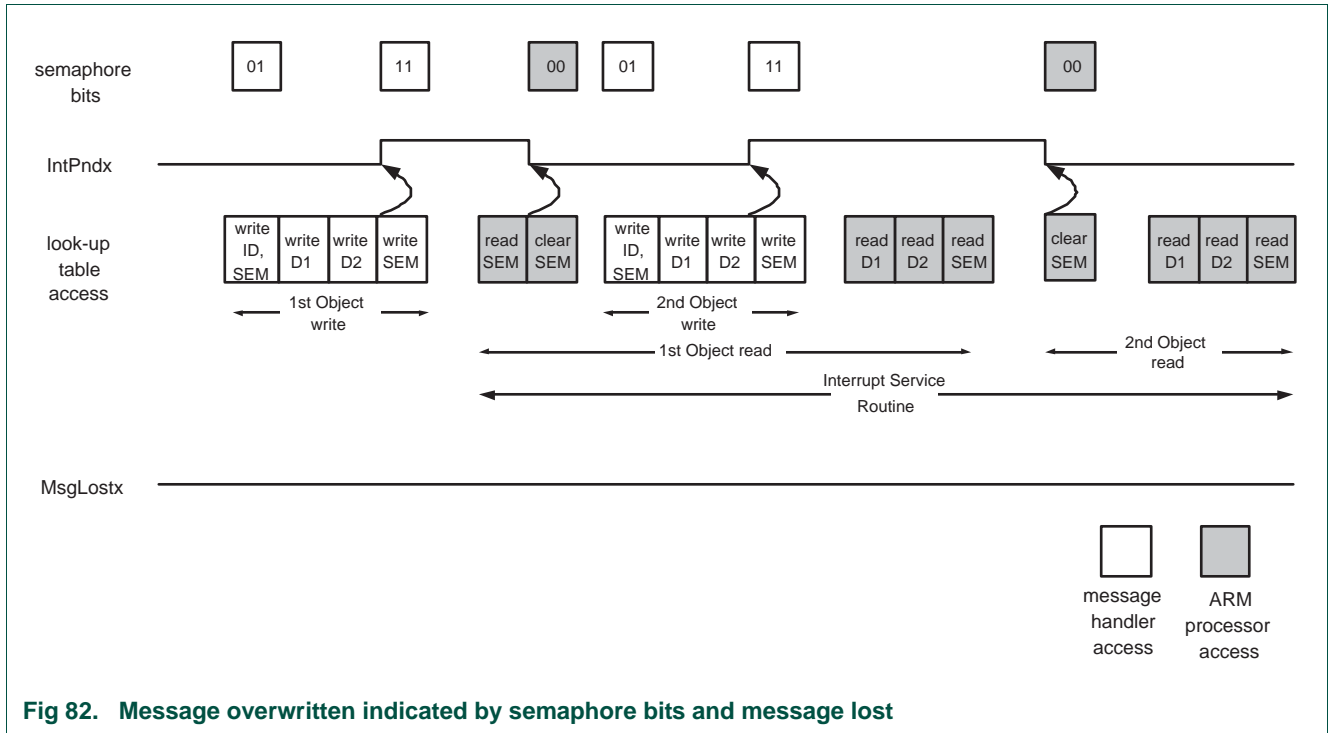 semaphore
bits
01
11
00
01
11
00
IntPndx
look-up
table
access
write
ID,
SEM
write
D1
write
D2
write
SEM
read
SEM
clear
SEM
write
ID,
SEM
write
D1
write
D2
write
SEM
read
D1
read
D2
read
SEM
clear
SEM
read
D1
read
D2
read
SEM
1st Object
write
2nd Object
write
1st Object read
2nd Object
read
Interrupt Service
Routine
MsgLostx
message
handler
access
ARM
processor
access
Fig 82. Message overwritten indicated by semaphore bits and message lost